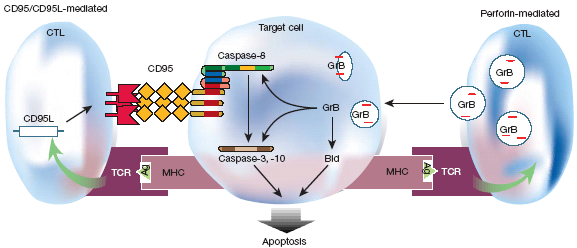 CD95/CD95L-mediated
Target cell
Perforin-mediated
CTL
CTL
Caspase-8
CD95
GrB
GrB
GrB
GrB
GrB
GrB
CD95L
Caspase-3, -10
Bid
TCR
Ag
MHC
MHC
Ag
TCR
Apoptosis